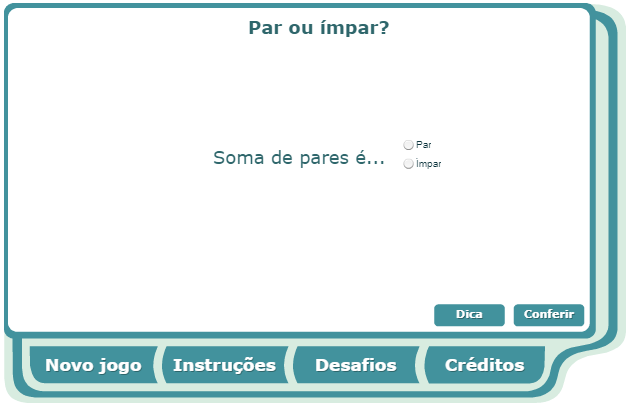 Par ou ímpar?
Soma de pares é...
Par
Ímpar
Dica
Conferir
Novo jogo
Instruções
Desafios
Créditos